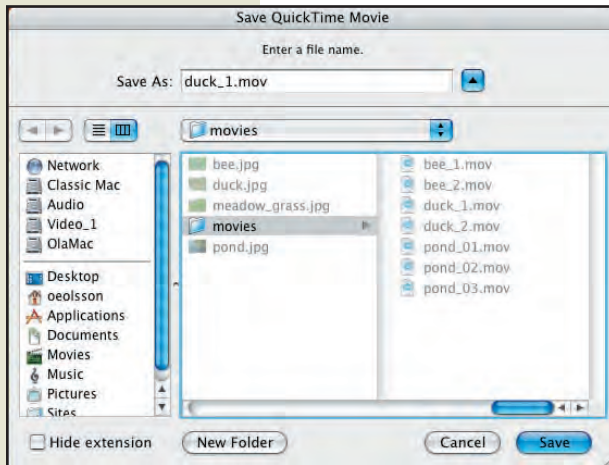 Save QuickTime Movie
Enter a file name.
Save As: duck_1.mov
movies
Network
Classic Mac
Audio
Video_1
OlaMac
Desktop
oeolsson
Applications
Documents
Movies
Music
Pictures
Sites
bee.jpg
duck.jpg
meadow_grass.jpg
movies
pond.jpg
bee_1.mov
bee_2.mov
duck_1.mov
duck_2.mov
pond_01.mov
pond_02.mov
pond_03.mov
Hide extension
New Folder
Cancel
Save